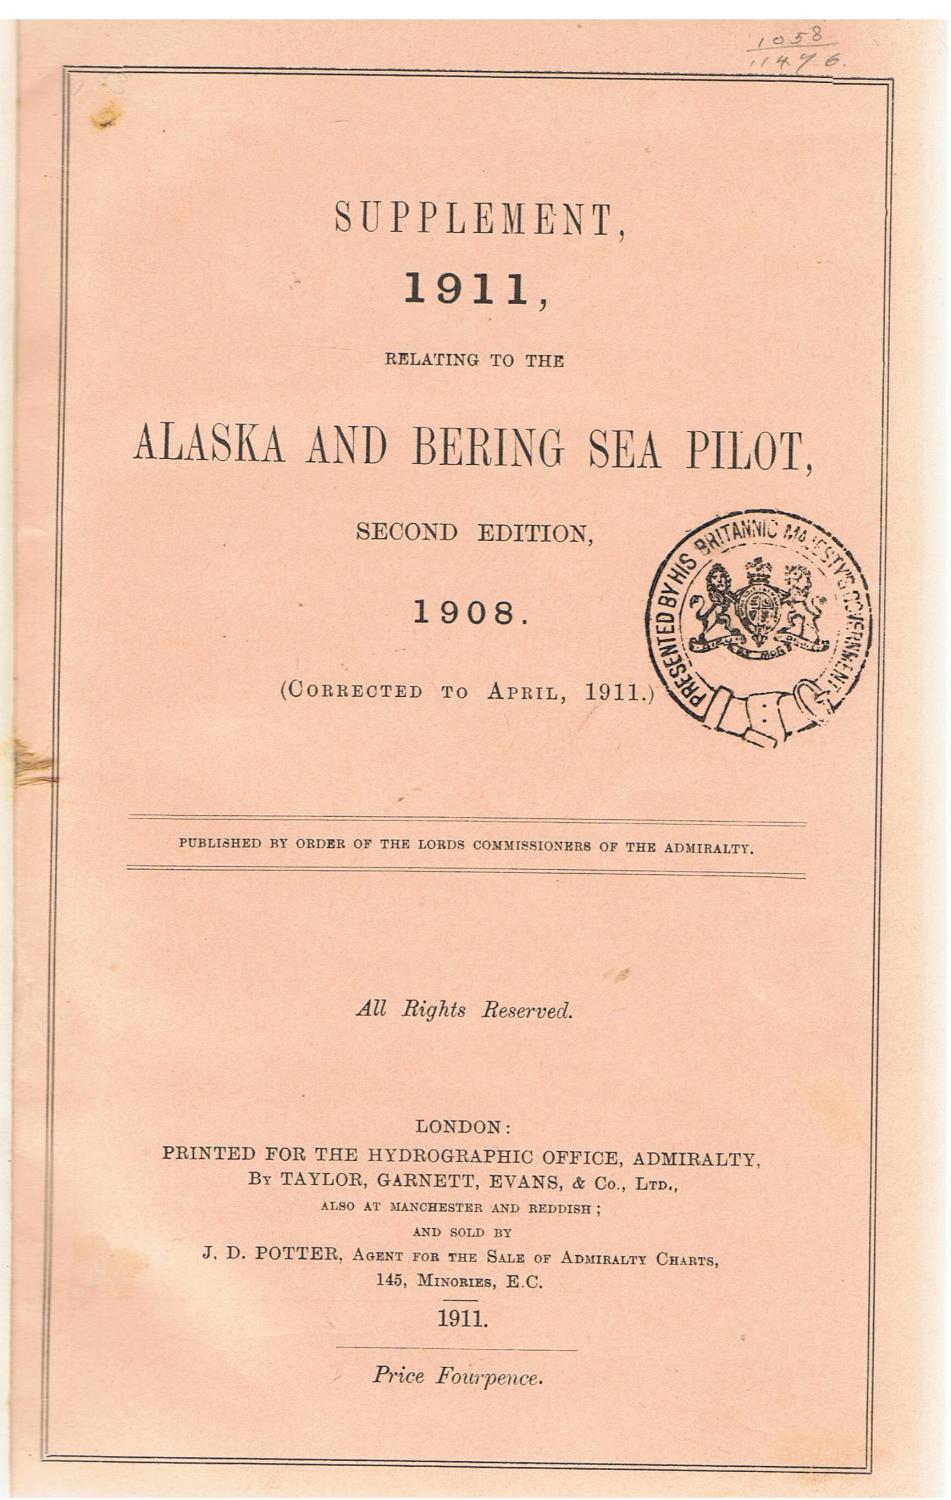 1058
11476.
SUPPLEMENT,
1911,
RELATING TO THE
ALASKA AND BERING SEA PILOT,
SECOND EDITION,
1908.
(CORRECTED TO APRIL, 1911.)
PRESENTED BY HIS BRITANNIC MAJESTY'S GOVERNMENT
PUBLISHED BY ORDER OF THE LORDS COMMISSIONERS OF THE ADMIRALTY.
All Rights Reserved.
LONDON:
PRINTED FOR THE HYDROGRAPHIC OFFICE, ADMIRALTY,
BY TAYLOR, GARNETT, EVANS, & CO., LTD.,
ALSO AT MANCHESTER AND REDDISH;
AND SOLD BY
J. D. POTTER, AGENT FOR THE SALE OF ADMIRALTY CHARTS,
145, MINORIES, E.C.
1911.
Price Fourpence.